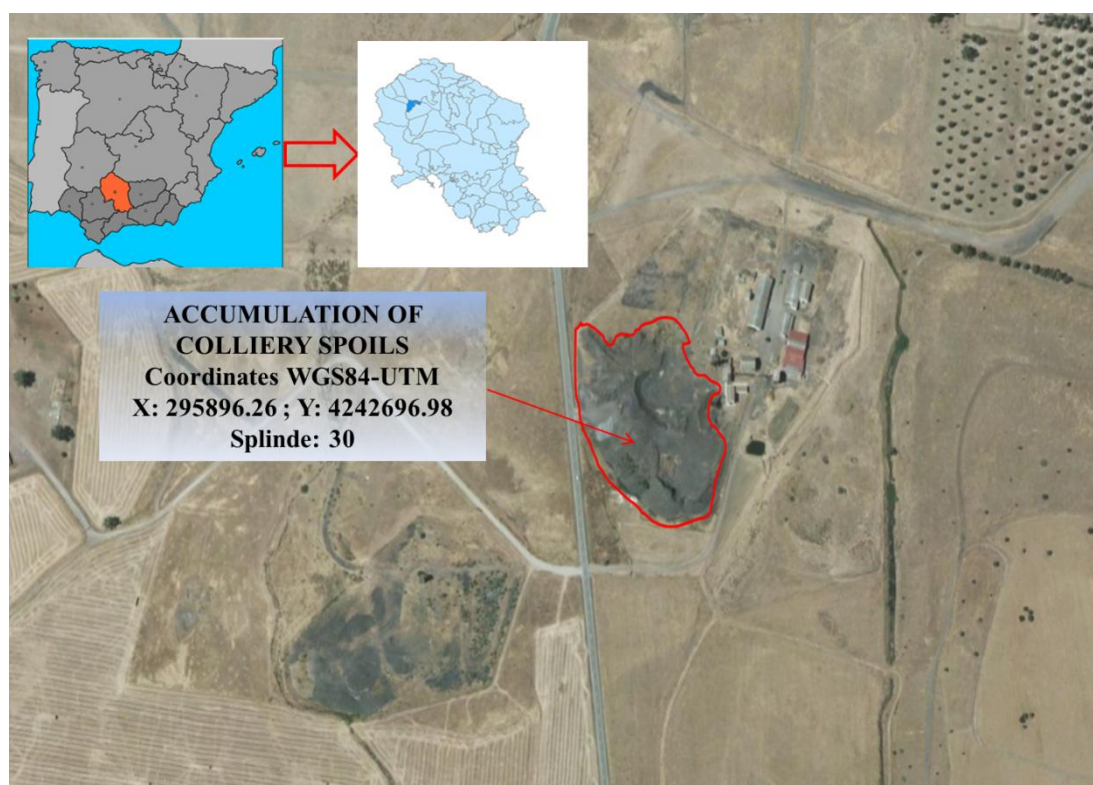 ACCUMULATION OF
COLLIERY SPOILS
Coordinates WGS84-UTM
X: 295896.26 ; Y: 4242696.98
Splinde: 30